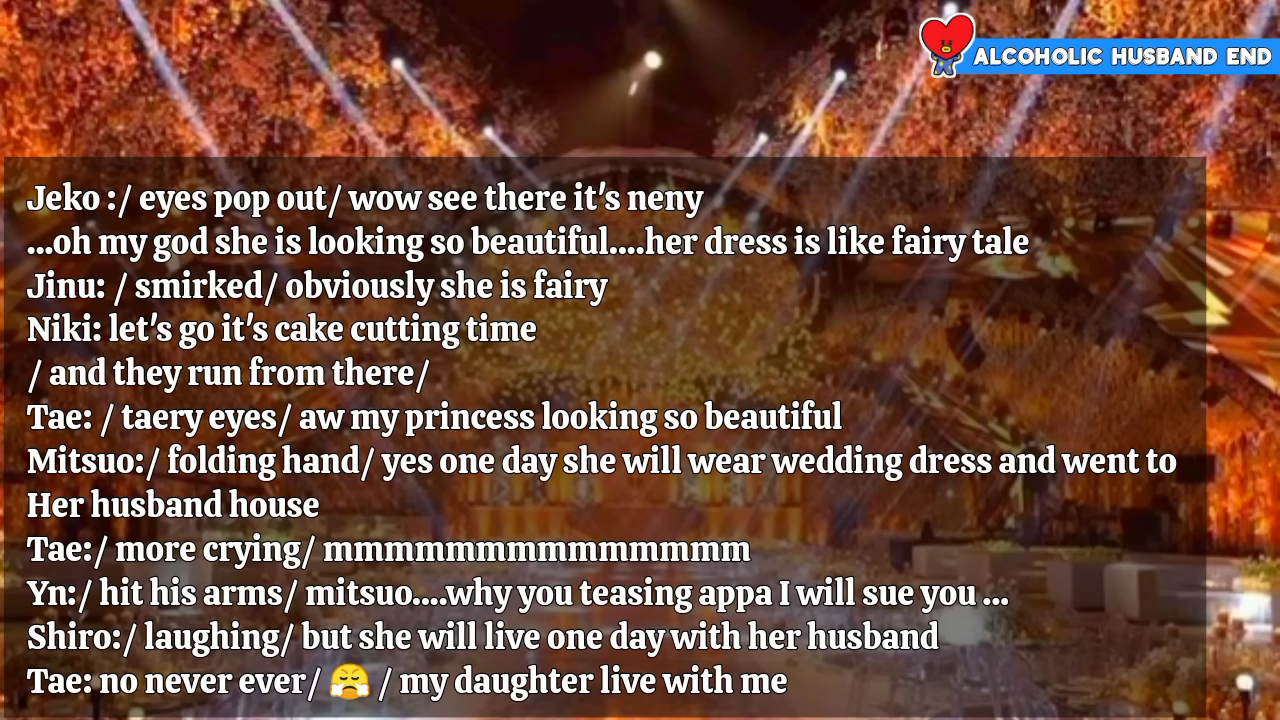 ALCOHOLIC HUSBAND END
Jeko :/ eyes pop out/ wow see there it's neny
...oh my god she is looking so beautiful....her dress is like fairy tale
Jinu: / smirked/ obviously she is fairy
Niki: let's go it's cake cutting time
/ and they run from there/
Tae: / taery eyes/ aw my princess looking so beautiful
Mitsuo:/ folding hand/ yes one day she will wear wedding dress and went to
Her husband house
Tae:/ more crying/ mmmmmmmmmmmmmm
Yn:/ hit his arms/ mitsuo....why you teasing appa I will sue you ...
Shiro:/ laughing/ but she will live one day with her husband
Tae: no never ever/ 😤 / my daughter live with me